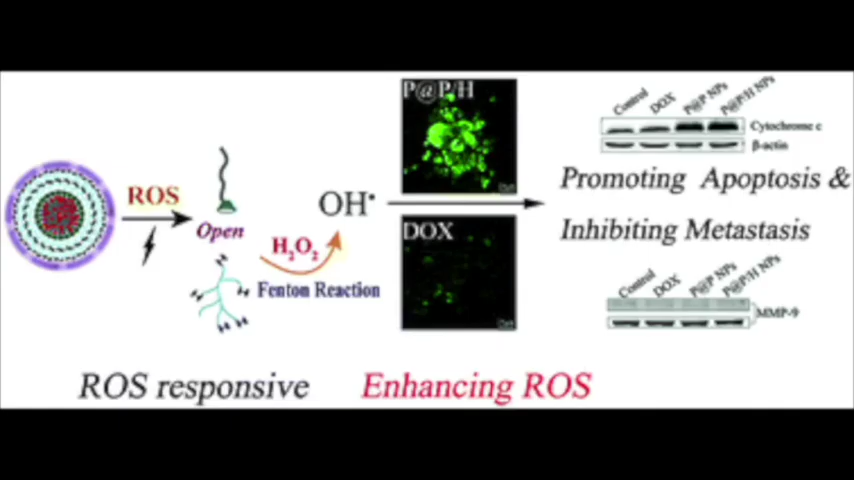 ROS
Open
H₂O₂
Fenton Reaction
OH•
P@P/H
DOX
Control
DOX
P@P NPs
P@P/H NPs
Cytochrome c
β-actin
Promoting Apoptosis &
Inhibiting Metastasis
Control
DOX
P@P NPs
P@P/H NPs
MMP-9
ROS responsive
Enhancing ROS